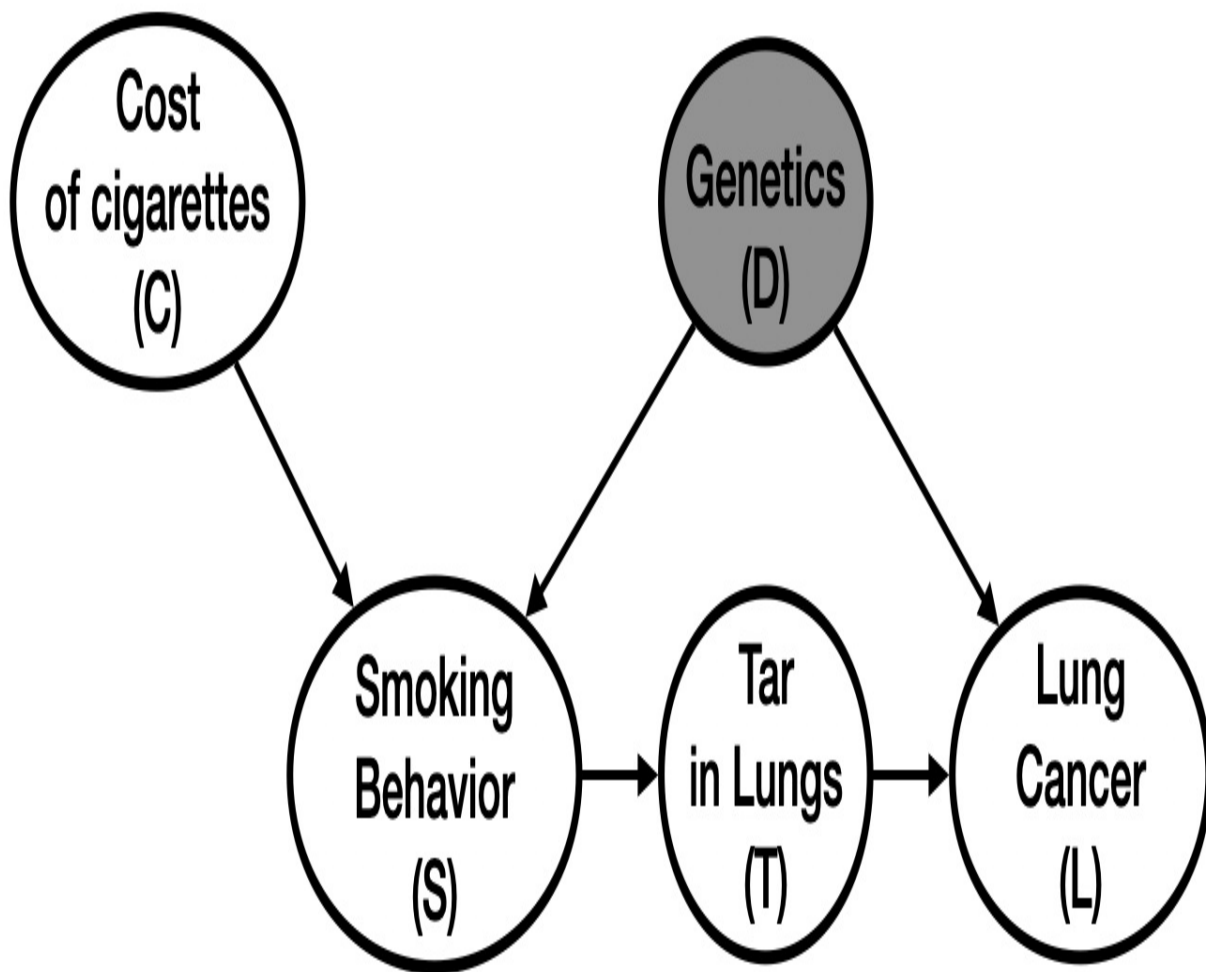 Cost
of cigarettes
(C)
Genetics
(D)
Smoking
Behavior
(S)
Tar
in Lungs
(T)
Lung
Cancer
(L)